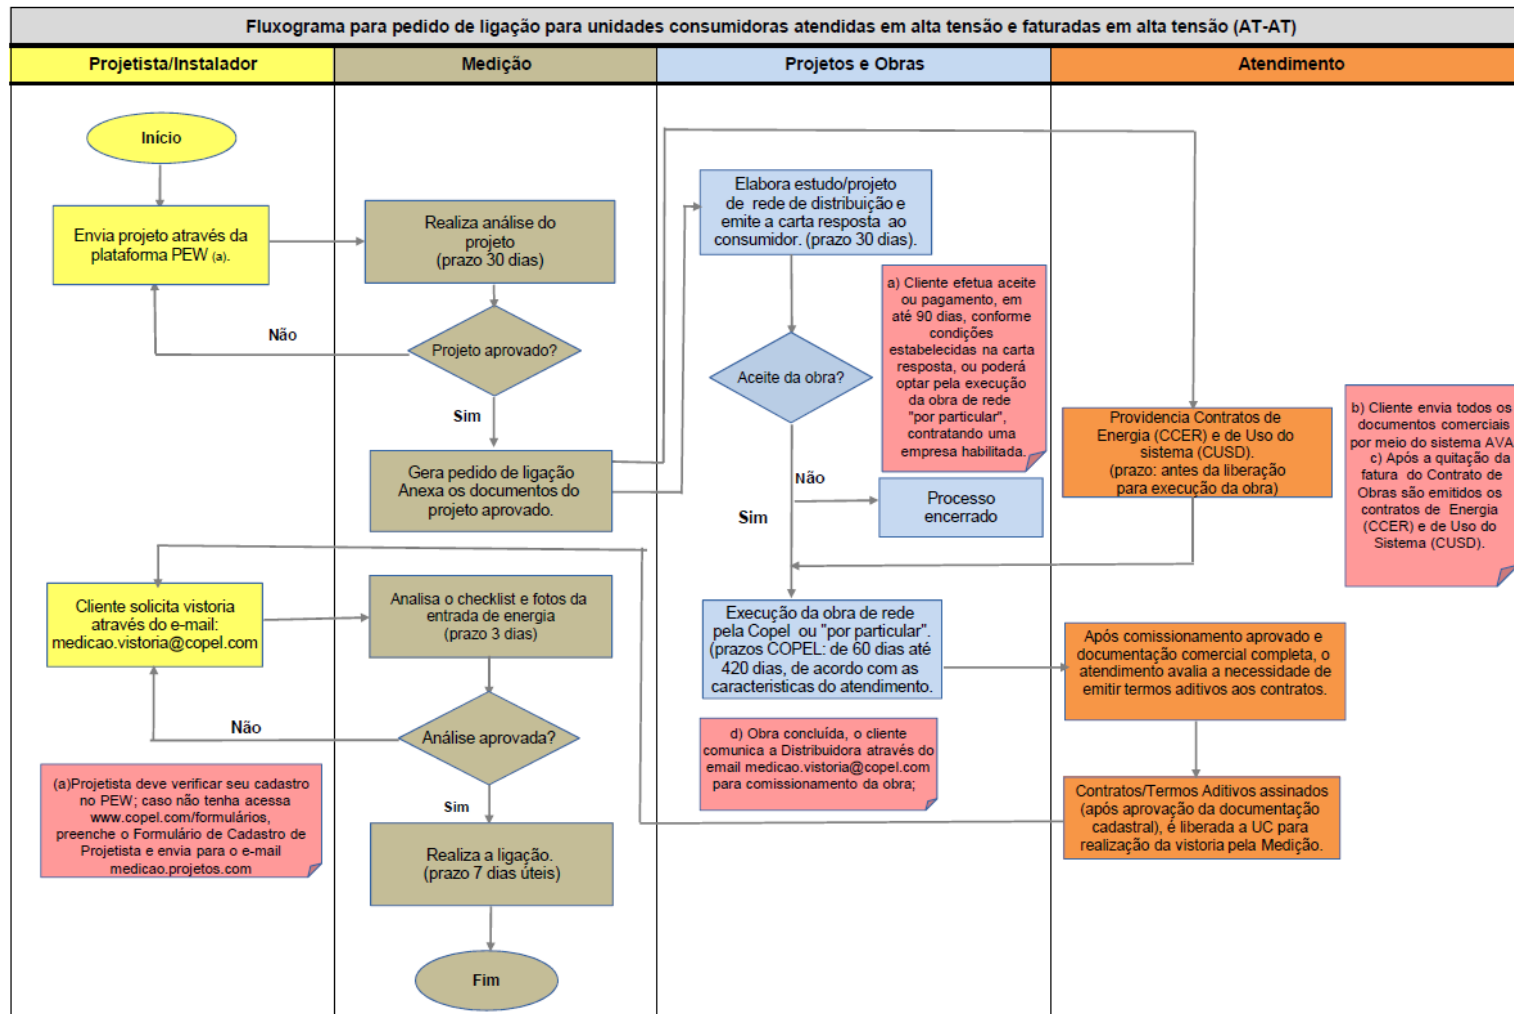 Fluxograma para pedido de ligação para unidades consumidoras atendidas em alta tensão e faturadas em alta tensão (AT-AT)
Projetista/Instalador
Medição
Projetos e Obras
Atendimento
Início
Envia projeto através da
plataforma PEW (a).
Realiza análise do
projeto
(prazo 30 dias)
Não
Projeto aprovado?
Sim
Gera pedido de ligação
Anexa os documentos do
projeto aprovado.
Elabora estudo/projeto
de rede de distribuição e
emite a carta resposta ao
consumidor. (prazo 30 dias).
a) Cliente efetua aceite
ou pagamento, em
até 90 dias, conforme
condições
estabelecidas na carta
resposta, ou poderá
optar pela execução
da obra de rede
"por particular",
contratando uma
empresa habilitada.
Aceite da obra?
Não
Sim
Processo
encerrado
Providencia Contratos de
Energia (CCER) e de Uso do
sistema (CUSD).
(prazo: antes da liberação
para execução da obra)
b) Cliente envia todos os
documentos comerciais
por meio do sistema AVA
c) Após a quitação da
fatura do Contrato de
Obras são emitidos os
contratos de Energia
(CCER) e de Uso do
Sistema (CUSD).
Cliente solicita vistoria
através do e-mail:
medicao.vistoria@copel.com
Analisa o checklist e fotos da
entrada de energia
(prazo 3 dias)
Não
Análise aprovada?
Sim
Execução da obra de rede
pela Copel ou "por particular".
(prazos COPEL: de 60 dias até
420 dias, de acordo com as
caracteristicas do atendimento.
Após comissionamento aprovado e
documentação comercial completa, o
atendimento avalia a necessidade de
emitir termos aditivos aos contratos.
d) Obra concluída, o cliente
comunica a Distribuidora através do
email medicao.vistoria@copel.com
para comissionamento da obra;
(a)Projetista deve verificar seu cadastro
no PEW; caso não tenha acessa
www.copel.com/formulários,
preenche o Formulário de Cadastro de
Projetista e envia para o e-mail
medicao.projetos.com
Contratos/Termos Aditivos assinados
(após aprovação da documentação
cadastral), é liberada a UC para
realização da vistoria pela Medição.
Realiza a ligação.
(prazo 7 dias úteis)
Fim